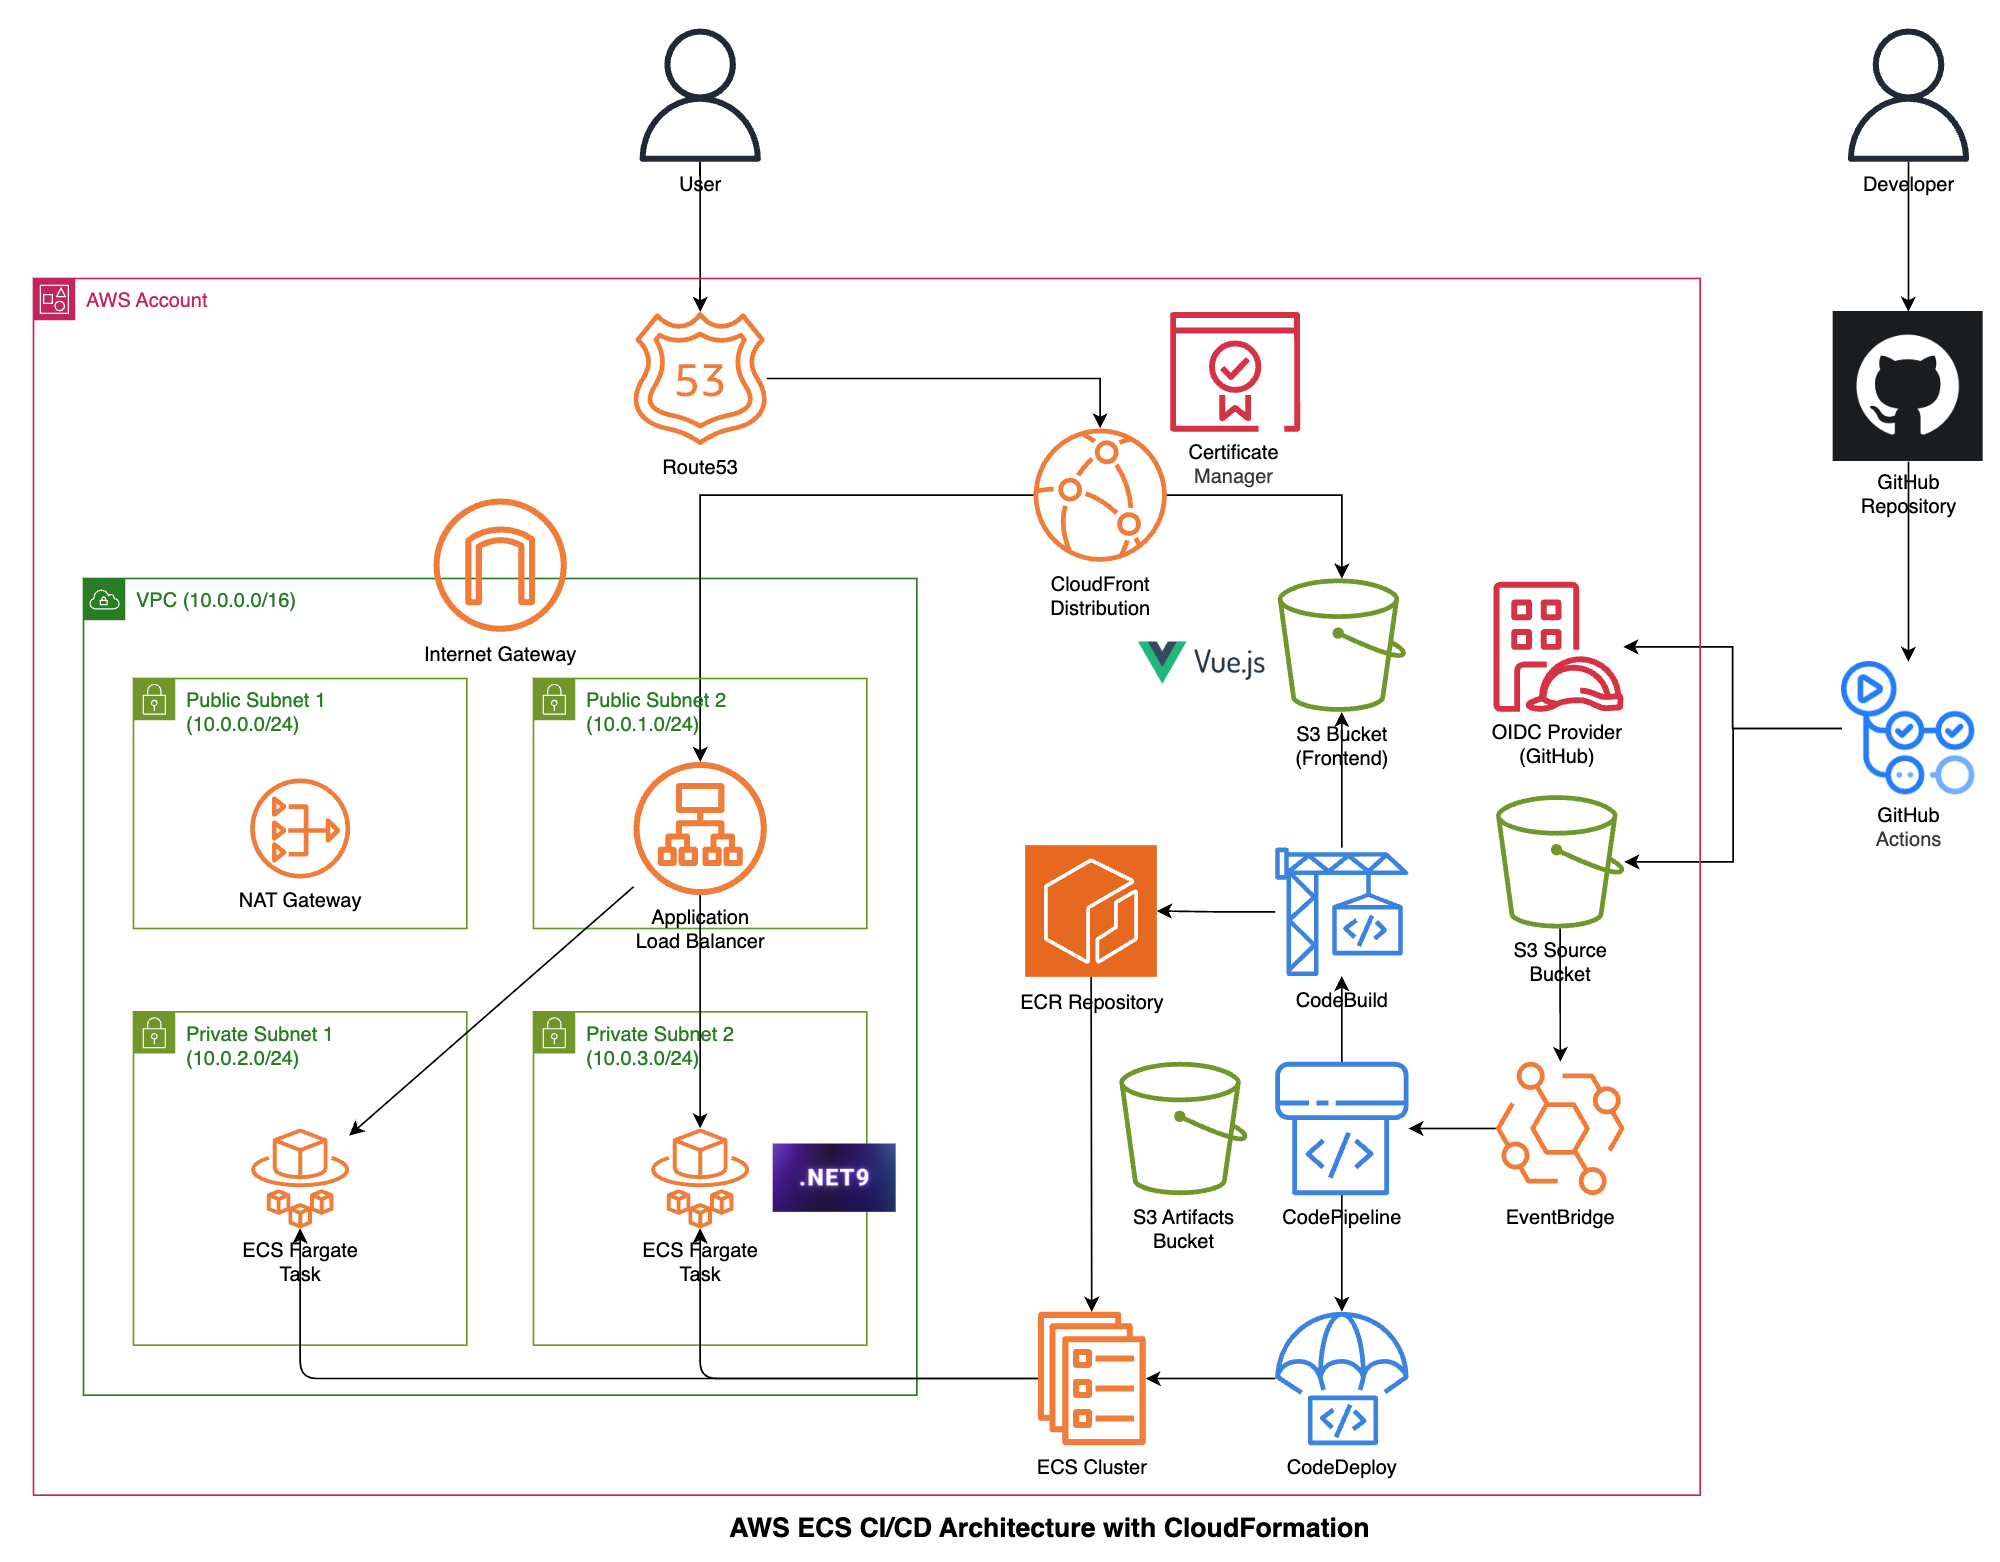 User
Developer
AWS Account
53
Route53
Certificate
Manager
GitHub
Repository
CloudFront
Distribution
VPC (10.0.0.0/16)
Internet Gateway
Vue.js
Public Subnet 1
(10.0.0.0/24)
Public Subnet 2
(10.0.1.0/24)
S3 Bucket
(Frontend)
OIDC Provider
(GitHub)
GitHub
Actions
NAT Gateway
Application
Load Balancer
</>
ECR Repository
CodeBuild
S3 Source
Bucket
Private Subnet 1
(10.0.2.0/24)
Private Subnet 2
(10.0.3.0/24)
.NET9
</>
S3 Artifacts
Bucket
CodePipeline
EventBridge
ECS Fargate
Task
ECS Fargate
Task
</>
ECS Cluster
CodeDeploy
AWS ECS CI/CD Architecture with CloudFormation